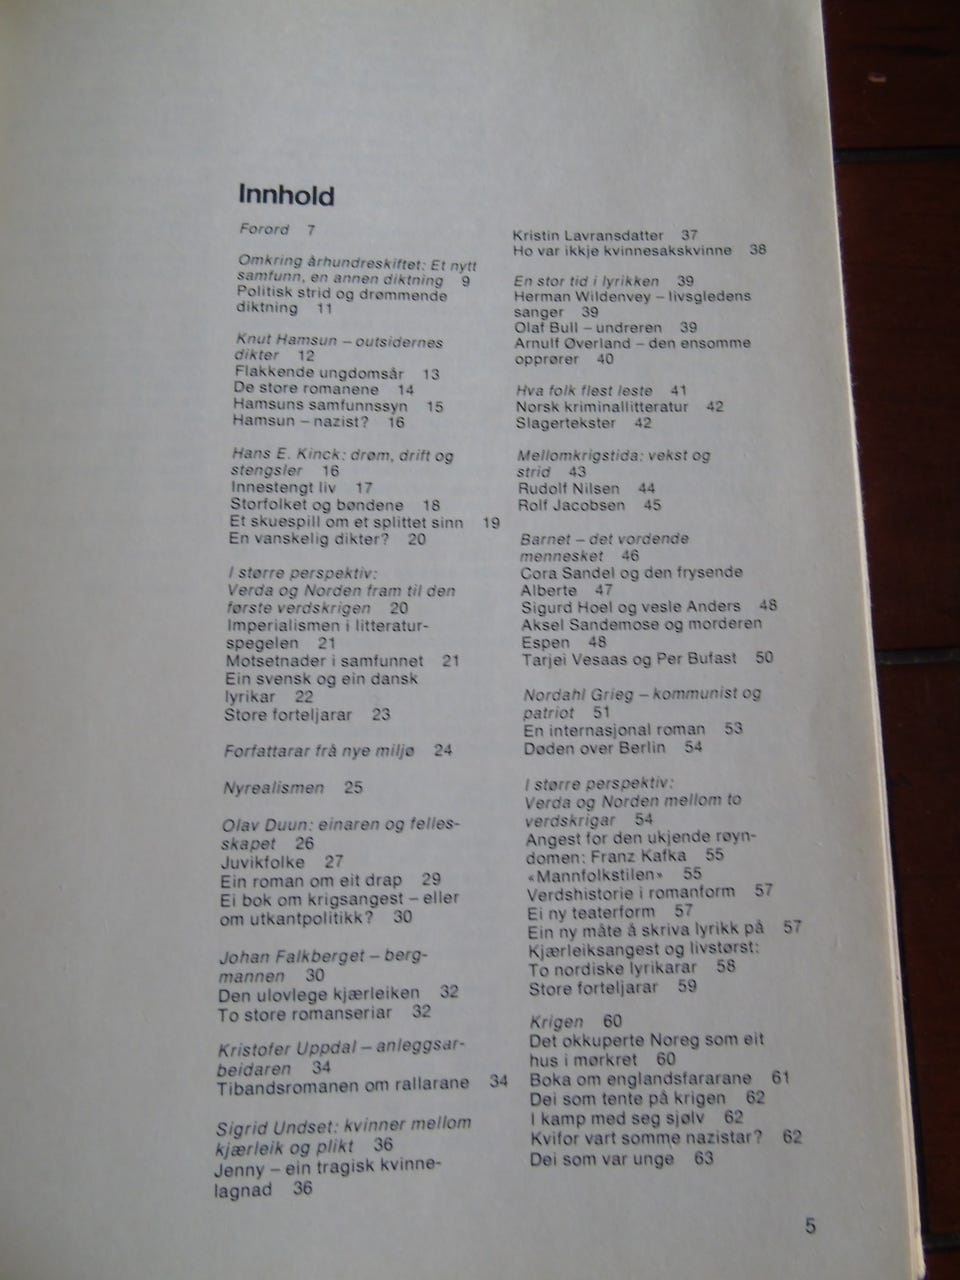 Innhold
Forord 7
Omkring århundreskiftet: Et nytt
samfunn, en annen diktning 9
Politisk strid og drømmende
diktning 11
Knut Hamsun – outsidernes
dikter 12
Flakkende ungdomsår 13
De store romanene 14
Hamsuns samfunnssyn 15
Hamsun – nazist? 16
Hans E. Kinck: drøm, drift og
stengsler 16
Innestengt liv 17
Storfolket og bøndene 18
Et skuespill om et splittet sinn 19
En vanskelig dikter? 20
I større perspektiv:
Verda og Norden fram til den
første verdskrigen 20
Imperialismen i litteratur-
spegelen 21
Motsetnader i samfunnet 21
Ein svensk og ein dansk
lyrikar 22
Store forteljarar 23
Forfattarar frå nye miljø 24
Nyrealismen 25
Olav Duun: einaren og felles-
skapet 26
Juvikfolke 27
Ein roman om eit drap 29
Ei bok om krigsangest – eller
om utkantpolitikk? 30
Johan Falkberget – berg-
mannen 30
Den ulovlege kjærleiken 32
To store romanseriar 32
Kristofer Uppdal – anleggsar-
beidaren 34
Tibandsromanen om rallarane 34
Sigrid Undset: kvinner mellom
kjærleik og plikt 36
Jenny – ein tragisk kvinne-
lagnad 36
Kristin Lavransdatter 37
Ho var ikkje kvinnesakskvinne 38
En stor tid i lyrikken 39
Herman Wildenvey – livsgledens
sanger 39
Olaf Bull – undreren 39
Arnulf Øverland – den ensomme
opprører 40
Hva folk flest leste 41
Norsk kriminallitteratur 42
Slagertekster 42
Mellomkrigstida: vekst og
strid 43
Rudolf Nilsen 44
Rolf Jacobsen 45
Barnet – det vordende
mennesket 46
Cora Sandel og den frysende
Alberte 47
Sigurd Hoel og vesle Anders 48
Aksel Sandemose og morderen
Espen 48
Tarjei Vesaas og Per Bufast 50
Nordahl Grieg – kommunist og
patriot 51
En internasjonal roman 53
Døden over Berlin 54
I større perspektiv:
Verda og Norden mellom to
verdskrigar 54
Angest for den ukjende røyn-
domen: Franz Kafka 55
«Mannfolkstilen» 55
Verdshistorie i romanform 57
Ei ny teaterform 57
Ein ny måte å skriva lyrikk på 57
Kjærleiksangest og livstørst:
To nordiske lyrikarar 58
Store forteljarar 59
Krigen 60
Det okkuperte Noreg som eit
hus i mørkret 60
Boka om englandsfararane 61
Dei som tente på krigen 62
I kamp med seg sjølv 62
Kvifor vart somme nazistar? 62
Dei som var unge 63
5